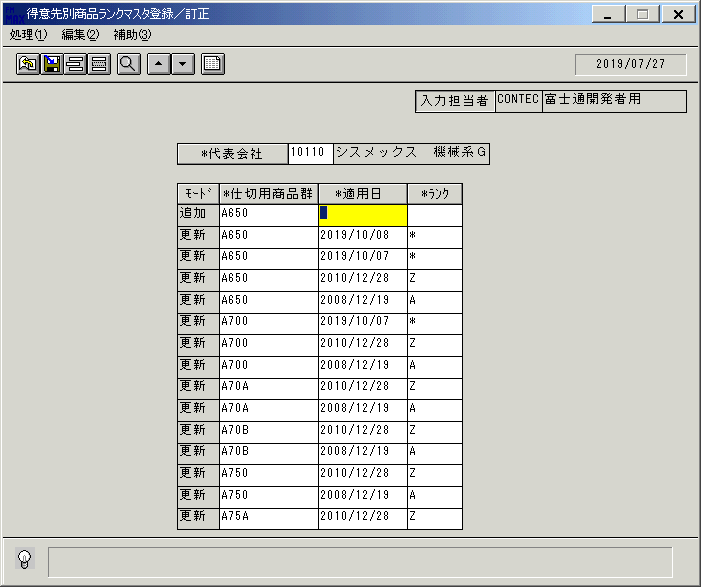 得意先別商品ランクマスタ登録／訂正
処理(1) 編集(2) 補助(3)
2019/07/27
入力担当者 CONTEC 富士通開発者用
*代表会社 10110 シスメックス 機械系G
ﾓｰﾄﾞ *仕切用商品群 *適用日 *ﾗﾝｸ
追加 A650
更新 A650 2019/10/08 *
更新 A650 2019/10/07 *
更新 A650 2010/12/28 Z
更新 A650 2008/12/19 A
更新 A700 2019/10/07 *
更新 A700 2010/12/28 Z
更新 A700 2008/12/19 A
更新 A70A 2010/12/28 Z
更新 A70A 2008/12/19 A
更新 A70B 2010/12/28 Z
更新 A70B 2008/12/19 A
更新 A750 2010/12/28 Z
更新 A750 2008/12/19 A
更新 A75A 2010/12/28 Z